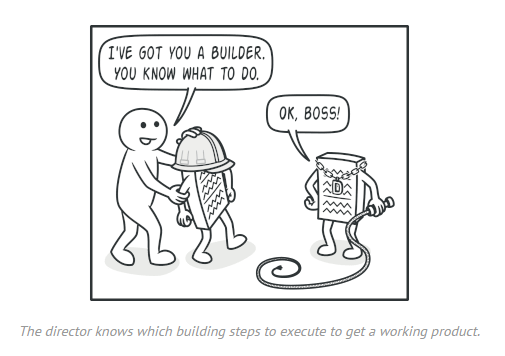 I'VE GOT YOU A BUILDER.
YOU KNOW WHAT TO DO.
OK, BOSS!
D
The director knows which building steps to execute to get a working product.